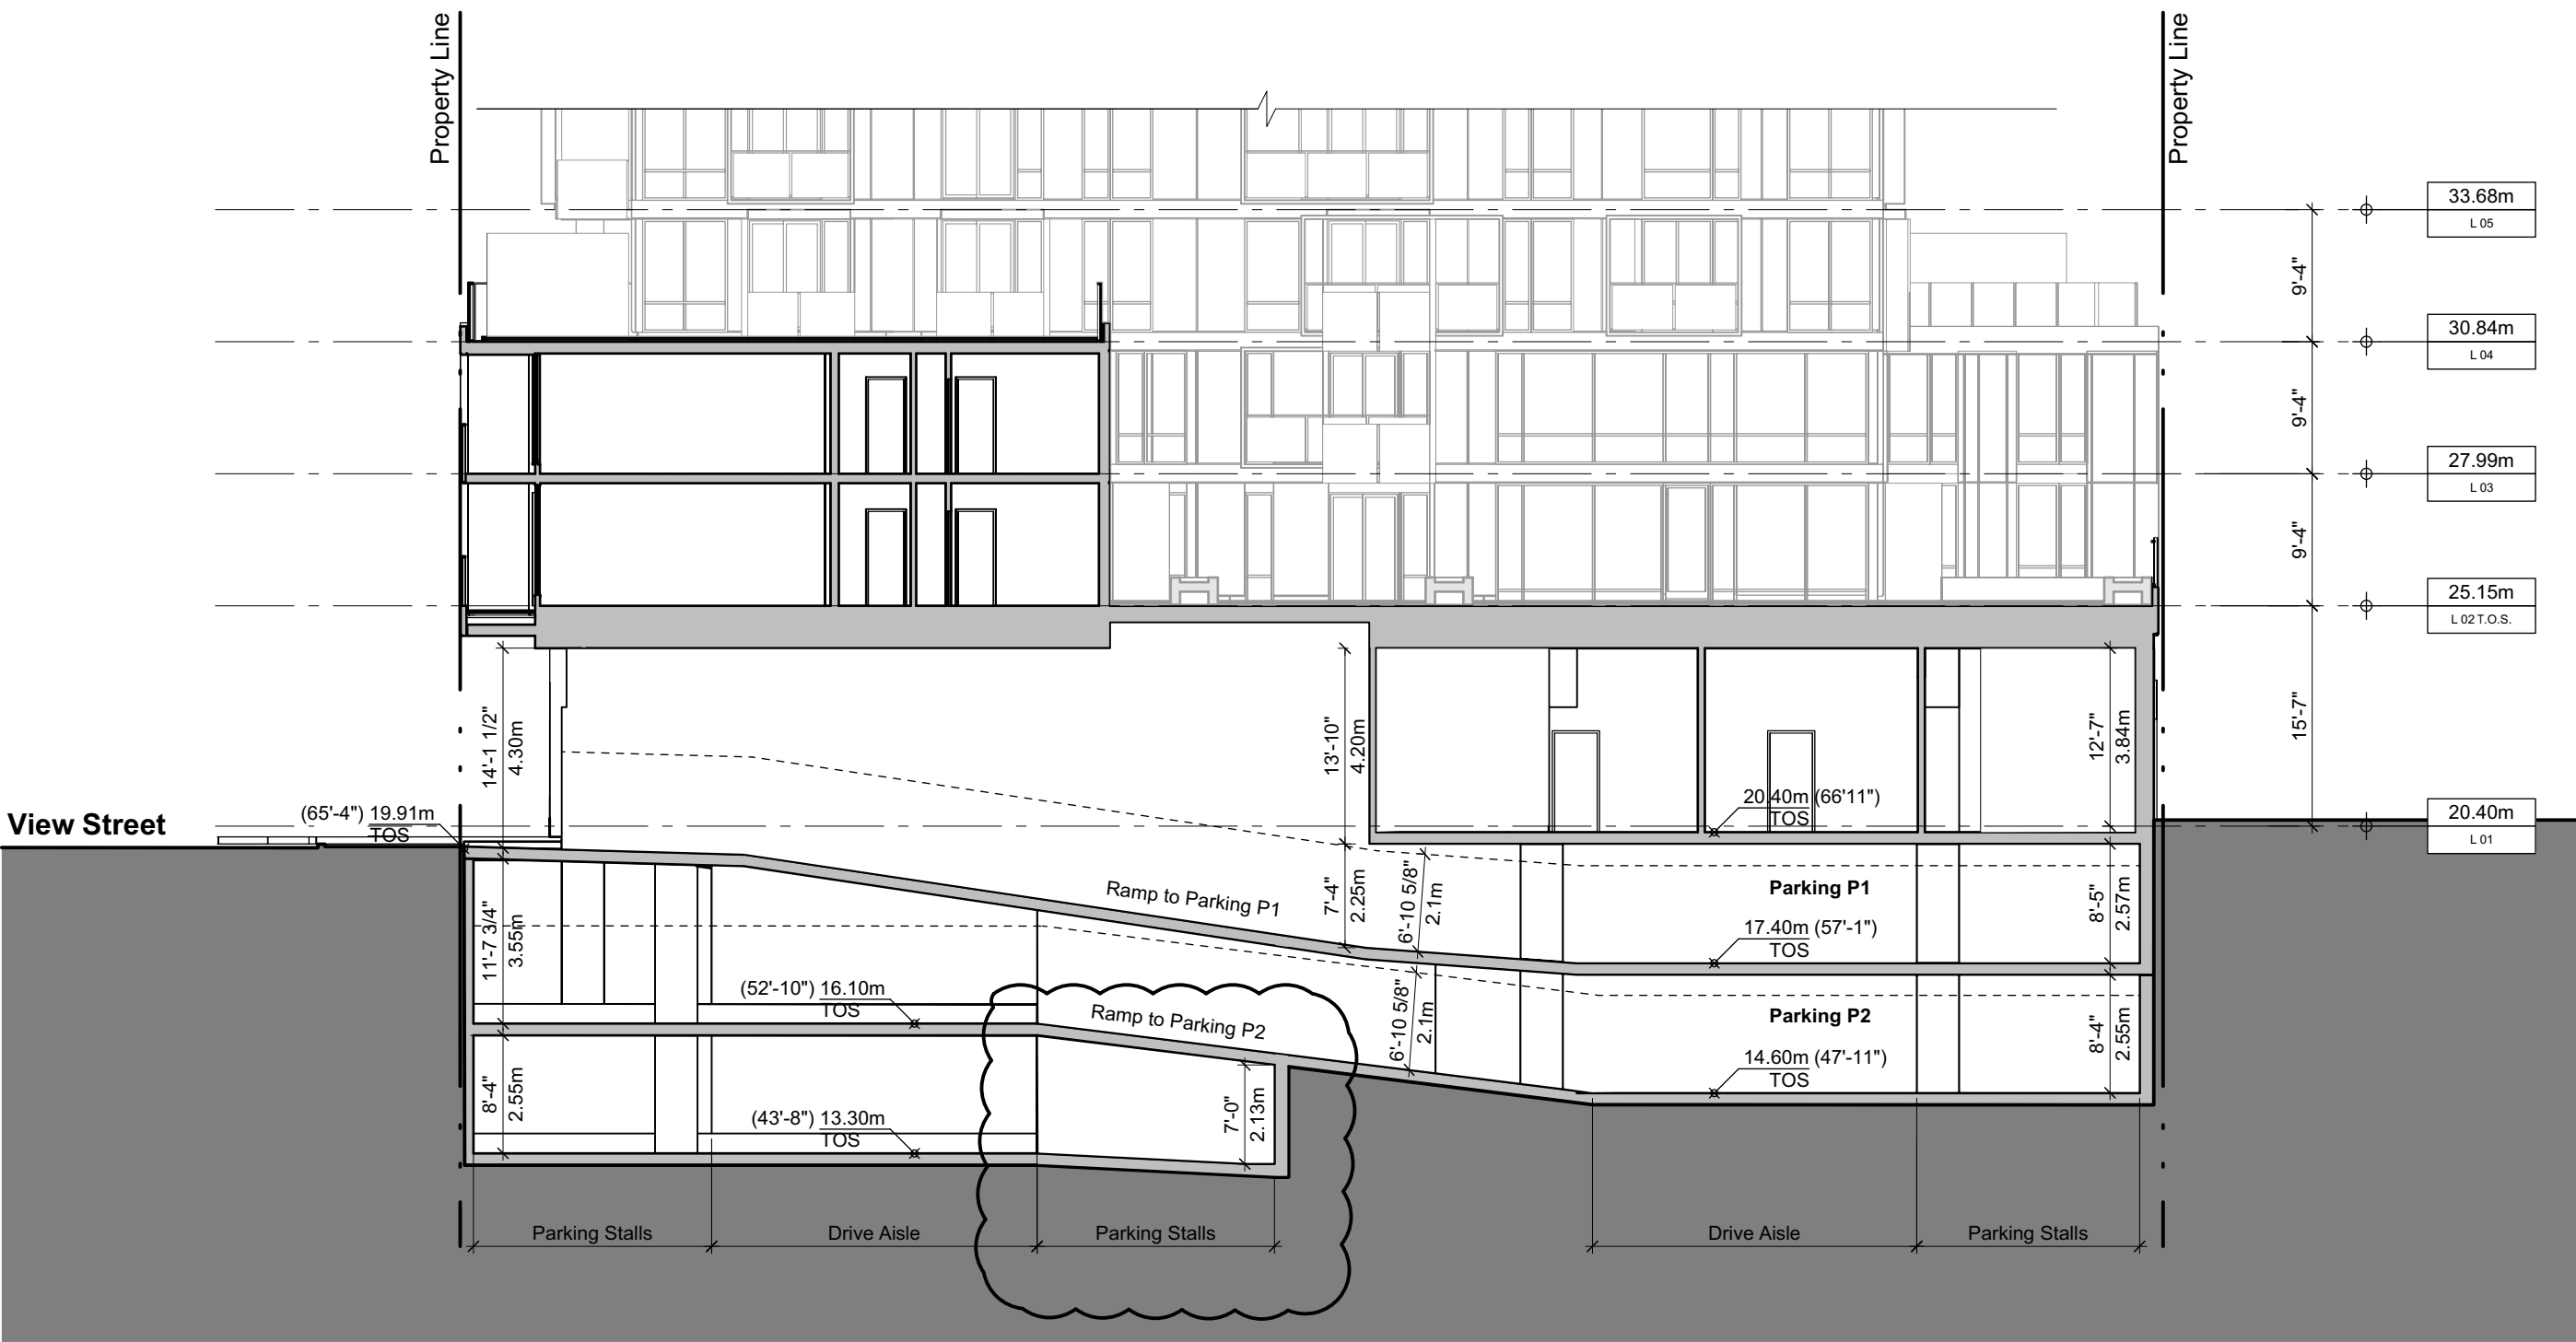 Property Line
Property Line
33.68m
L 05
9'-4"
30.84m
L 04
9'-4"
27.99m
L 03
9'-4"
25.15m
L 02 T.O.S.
15'-7"
20.40m
L 01
14'-1 1/2"
4.30m
13'-10"
4.20m
12'-7"
3.84m
View Street
(65'-4") 19.91m
TOS
20.40m (66'11")
TOS
Ramp to Parking P1
7'-4"
2.25m
6'-10 5/8"
2.1m
Parking P1
17.40m (57'-1")
TOS
8'-5"
2.57m
11'-7 3/4"
3.55m
(52'-10") 16.10m
TOS
Ramp to Parking P2
6'-10 5/8"
2.1m
Parking P2
14.60m (47'-11")
TOS
8'-4"
2.55m
8'-4"
2.55m
(43'-8") 13.30m
TOS
7'-0"
2.13m
Parking Stalls
Drive Aisle
Parking Stalls
Drive Aisle
Parking Stalls